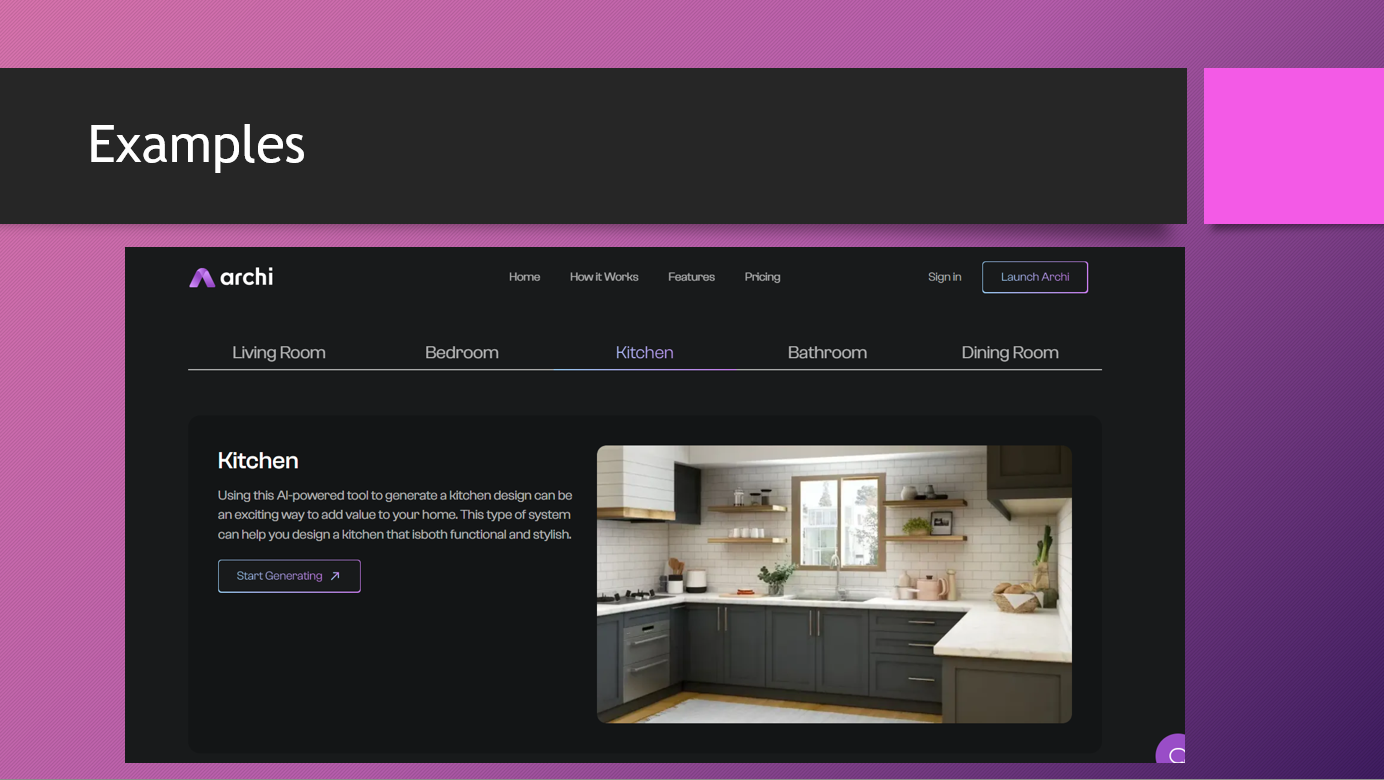 Examples
archi
Home How it Works Features Pricing Sign in Launch Archi
Living Room Bedroom Kitchen Bathroom Dining Room
Kitchen
Using this AI-powered tool to generate a kitchen design can be
an exciting way to add value to your home. This type of system
can help you design a kitchen that isboth functional and stylish.
Start Generating